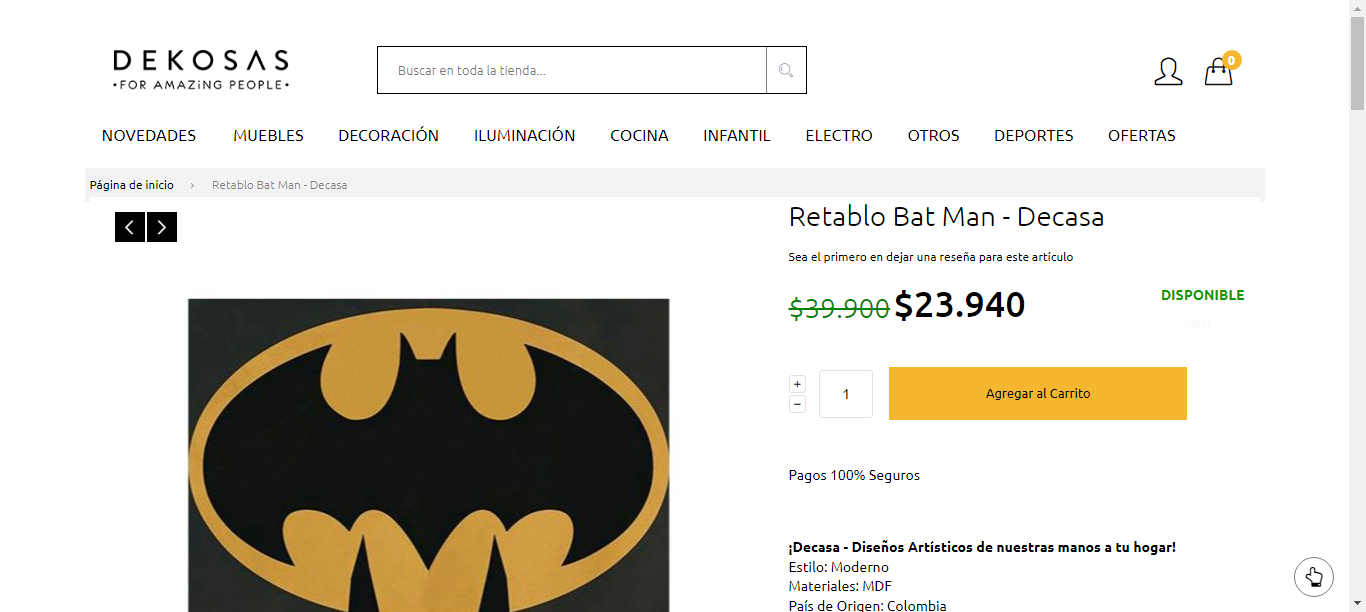 DEKOSAS
•FOR AMAZiNG PEOPLE•
Buscar en toda la tienda...
0
NOVEDADES MUEBLES DECORACIÓN ILUMINACIÓN COCINA INFANTIL ELECTRO OTROS DEPORTES OFERTAS
Página de inicio › Retablo Bat Man - Decasa
Retablo Bat Man - Decasa
Sea el primero en dejar una reseña para este artículo
$39.900 $23.940
DISPONIBLE
+
1
Agregar al Carrito
−
Pagos 100% Seguros
¡Decasa - Diseños Artísticos de nuestras manos a tu hogar!
Estilo: Moderno
Materiales: MDF
País de Origen: Colombia